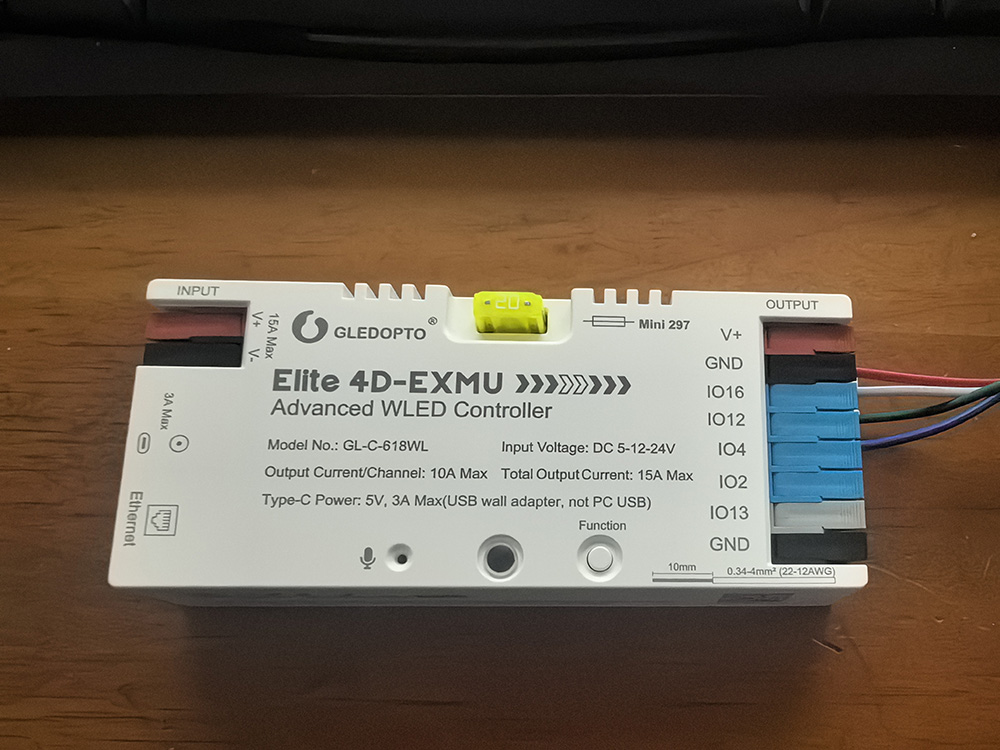 INPUT
OUTPUT
15A Max
V+
V-
GLEDOPTO®
20
Mini 297
Elite 4D-EXMU
Advanced WLED Controller
Model No.: GL-C-618WL
Input Voltage: DC 5-12-24V
Output Current/Channel: 10A Max
Total Output Current: 15A Max
Type-C Power: 5V, 3A Max(USB wall adapter, not PC USB)
3A Max
Ethernet
Function
V+
GND
IO16
IO12
IO4
IO2
IO13
GND
10mm
0.34-4mm² (22-12AWG)